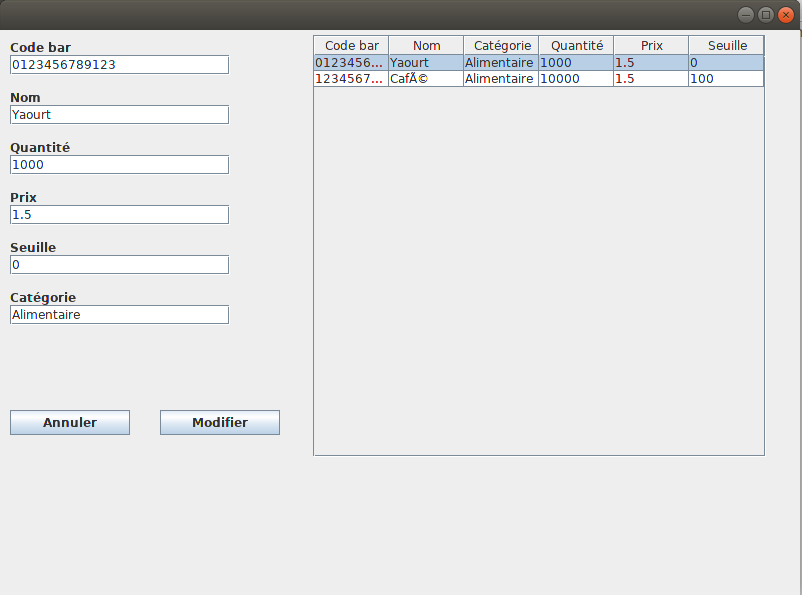 Code bar
0123456789123
Nom
Yaourt
Quantité
1000
Prix
1.5
Seuille
0
Catégorie
Alimentaire
Annuler Modifier
Code bar Nom Catégorie Quantité Prix Seuille
0123456... Yaourt Alimentaire 1000 1.5 0
1234567... CafÃ© Alimentaire 10000 1.5 100